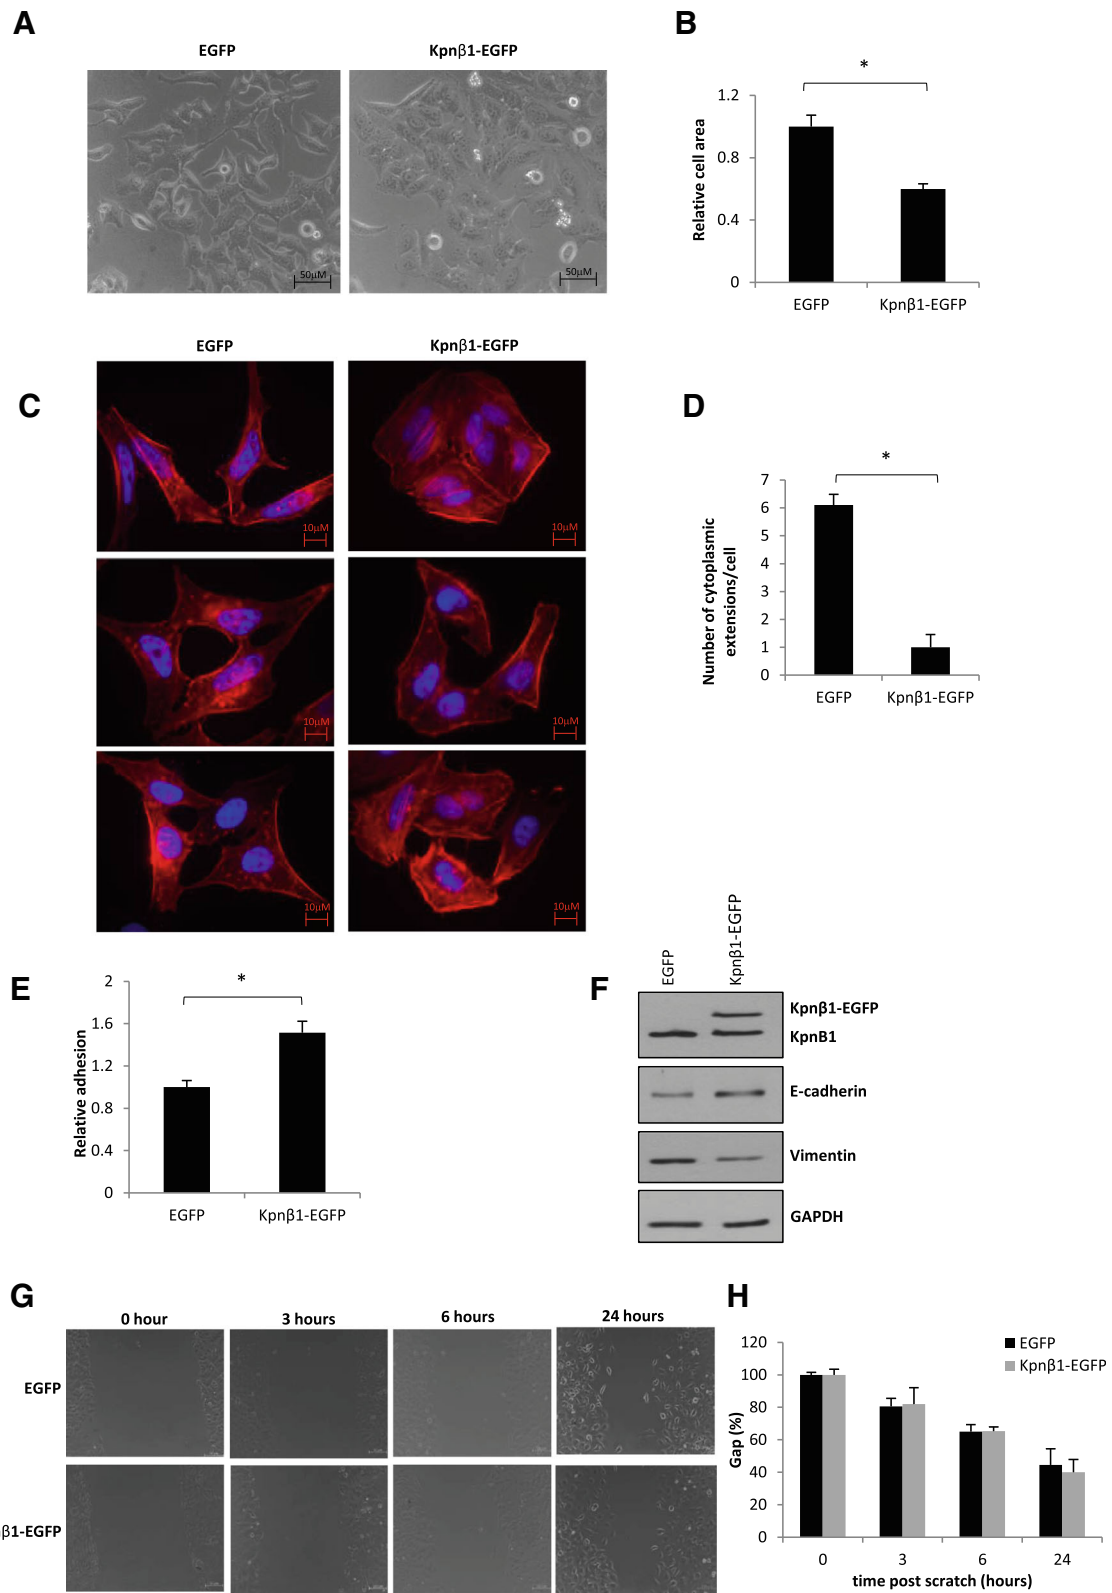 A
EGFP
Kpnβ1-EGFP
50μM
50μM
B
*
Relative cell area
1.2
0.8
0.4
0
EGFP
Kpnβ1-EGFP
C
EGFP
Kpnβ1-EGFP
10μM
10μM
10μM
10μM
10μM
10μM
D
*
Number of cytoplasmic
extensions/cell
7
6
5
4
3
2
1
0
EGFP
Kpnβ1-EGFP
E
*
Relative adhesion
2
1.6
1.2
0.8
0.4
0
EGFP
Kpnβ1-EGFP
F
EGFP
Kpnβ1-EGFP
Kpnβ1-EGFP
KpnB1
E-cadherin
Vimentin
GAPDH
G
0 hour
3 hours
6 hours
24 hours
EGFP
β1-EGFP
H
EGFP
Kpnβ1-EGFP
Gap (%)
120
100
80
60
40
20
0
0
3
6
24
time post scratch (hours)